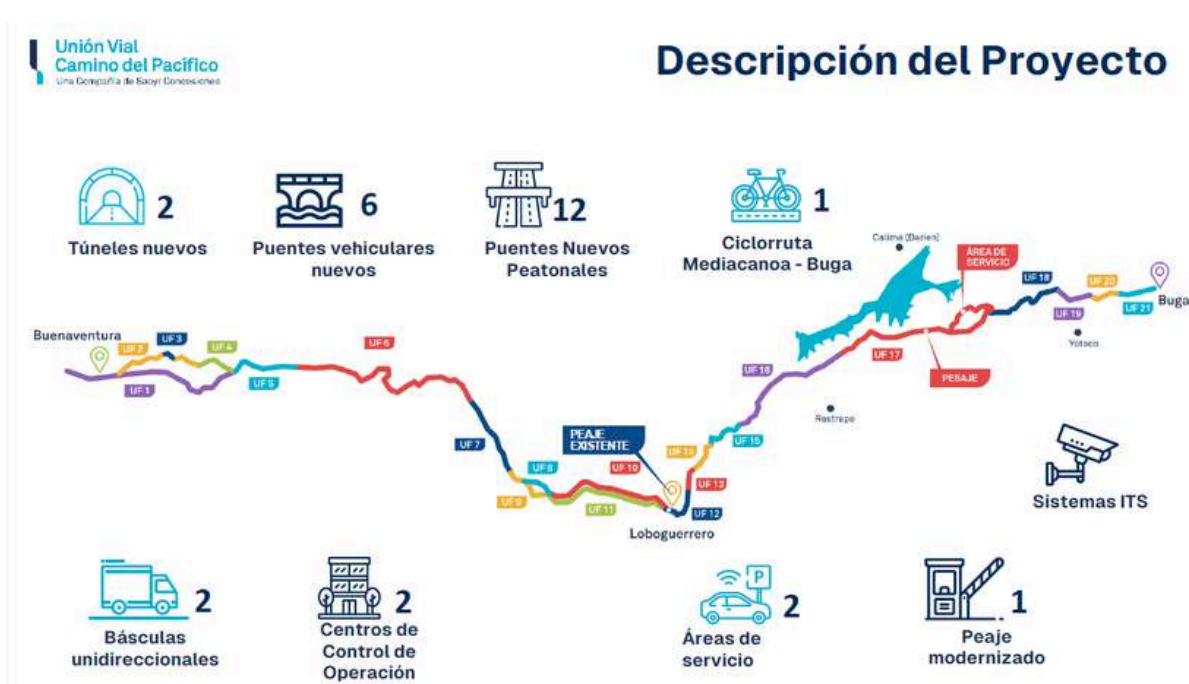 Unión Vial
Camino del Pacífico
Una Compañía de Sacyr Concesiones
Descripción del Proyecto
2
Túneles nuevos
6
Puentes vehiculares
nuevos
12
Puentes Nuevos
Peatonales
1
Ciclorruta
Mediacanoa - Buga
Calima (Darien)
ÁREA DE
SERVICIO
UF 18
UF 20
Buga
UF 19
UF 21
Yotoco
Buenaventura
UF 2
UF 3
UF 4
UF 1
UF 5
UF 6
UF 17
PESAJE
UF 16
Restrepo
UF 7
PEAJE
EXISTENTE
UF 15
UF 14
UF 8
UF 10
UF 13
UF 9
UF 11
UF 12
Loboguerrero
Sistemas ITS
2
Básculas
unidireccionales
2
Centros de
Control de
Operación
2
Áreas de
servicio
1
Peaje
modernizado